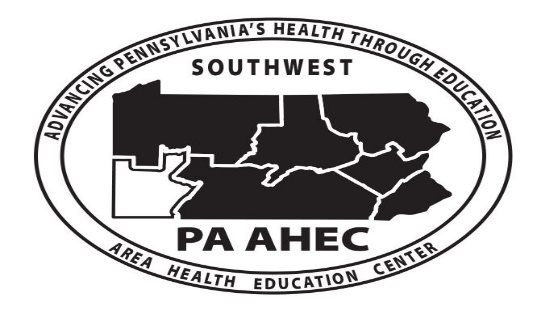 ADVANCING PENNSYLVANIA'S HEALTH THROUGH EDUCATION
SOUTHWEST
PA AHEC
AREA HEALTH EDUCATION CENTER